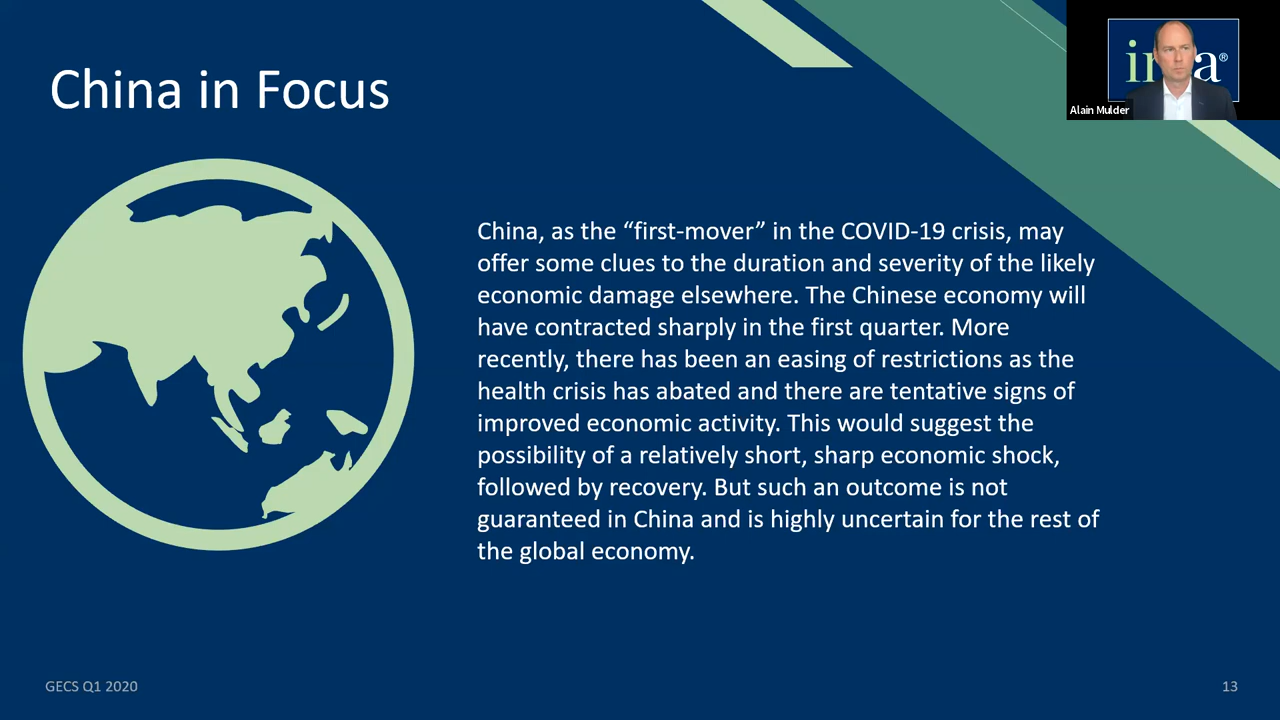 China in Focus
ima®
Alain Mulder
China, as the “first-mover” in the COVID-19 crisis, may
offer some clues to the duration and severity of the likely
economic damage elsewhere. The Chinese economy will
have contracted sharply in the first quarter. More
recently, there has been an easing of restrictions as the
health crisis has abated and there are tentative signs of
improved economic activity. This would suggest the
possibility of a relatively short, sharp economic shock,
followed by recovery. But such an outcome is not
guaranteed in China and is highly uncertain for the rest of
the global economy.
GECS Q1 2020
13